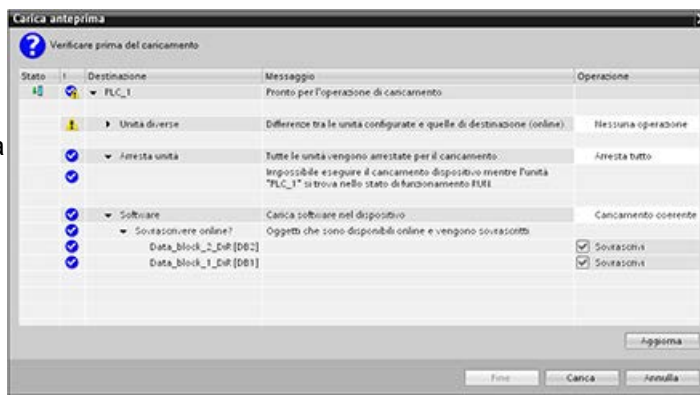 Carica anteprima
Verificare prima del caricamento
Stato ! Destinazione Messaggio Operazione
PLC_1 Pronto per l'operazione di caricamento.
Unità diverse Differenze tra le unità configurate e quelle di destinazione (online) Nessuna operazione
a
Arresta unità Tutte le unità vengono arrestate per il caricamento. Arresta tutto
Impossibile eseguire il caricamento dispositivo mentre l'unità
"PLC_1" si trova nello stato di funzionamento RUN.
Software Carica software nel dispositivo Caricamento coerente
Sovrascrivere online? Oggetti che sono disponibili online e vengono sovrascritti
Data_block_2_DiR [DB2] Sovrascrivi
Data_block_1_DiR [DB1] Sovrascrivi
Aggiorna
Fine Carica Annulla